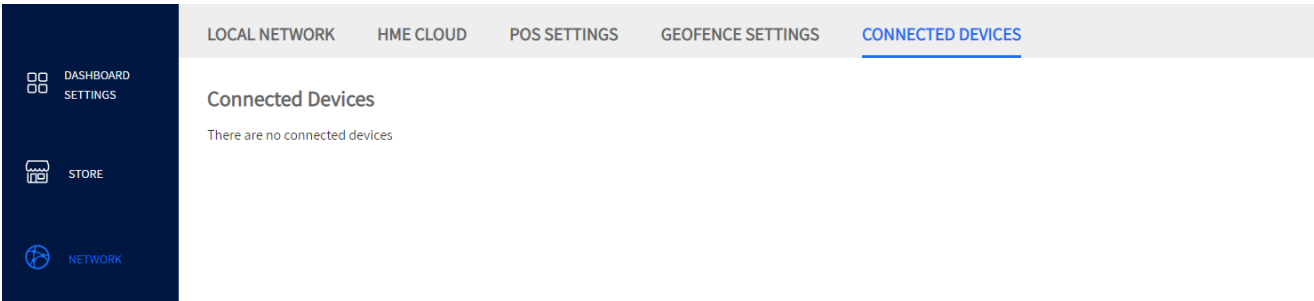 LOCAL NETWORK HME CLOUD POS SETTINGS GEOFENCE SETTINGS CONNECTED DEVICES
DASHBOARD
SETTINGS
STORE
NETWORK
Connected Devices
There are no connected devices